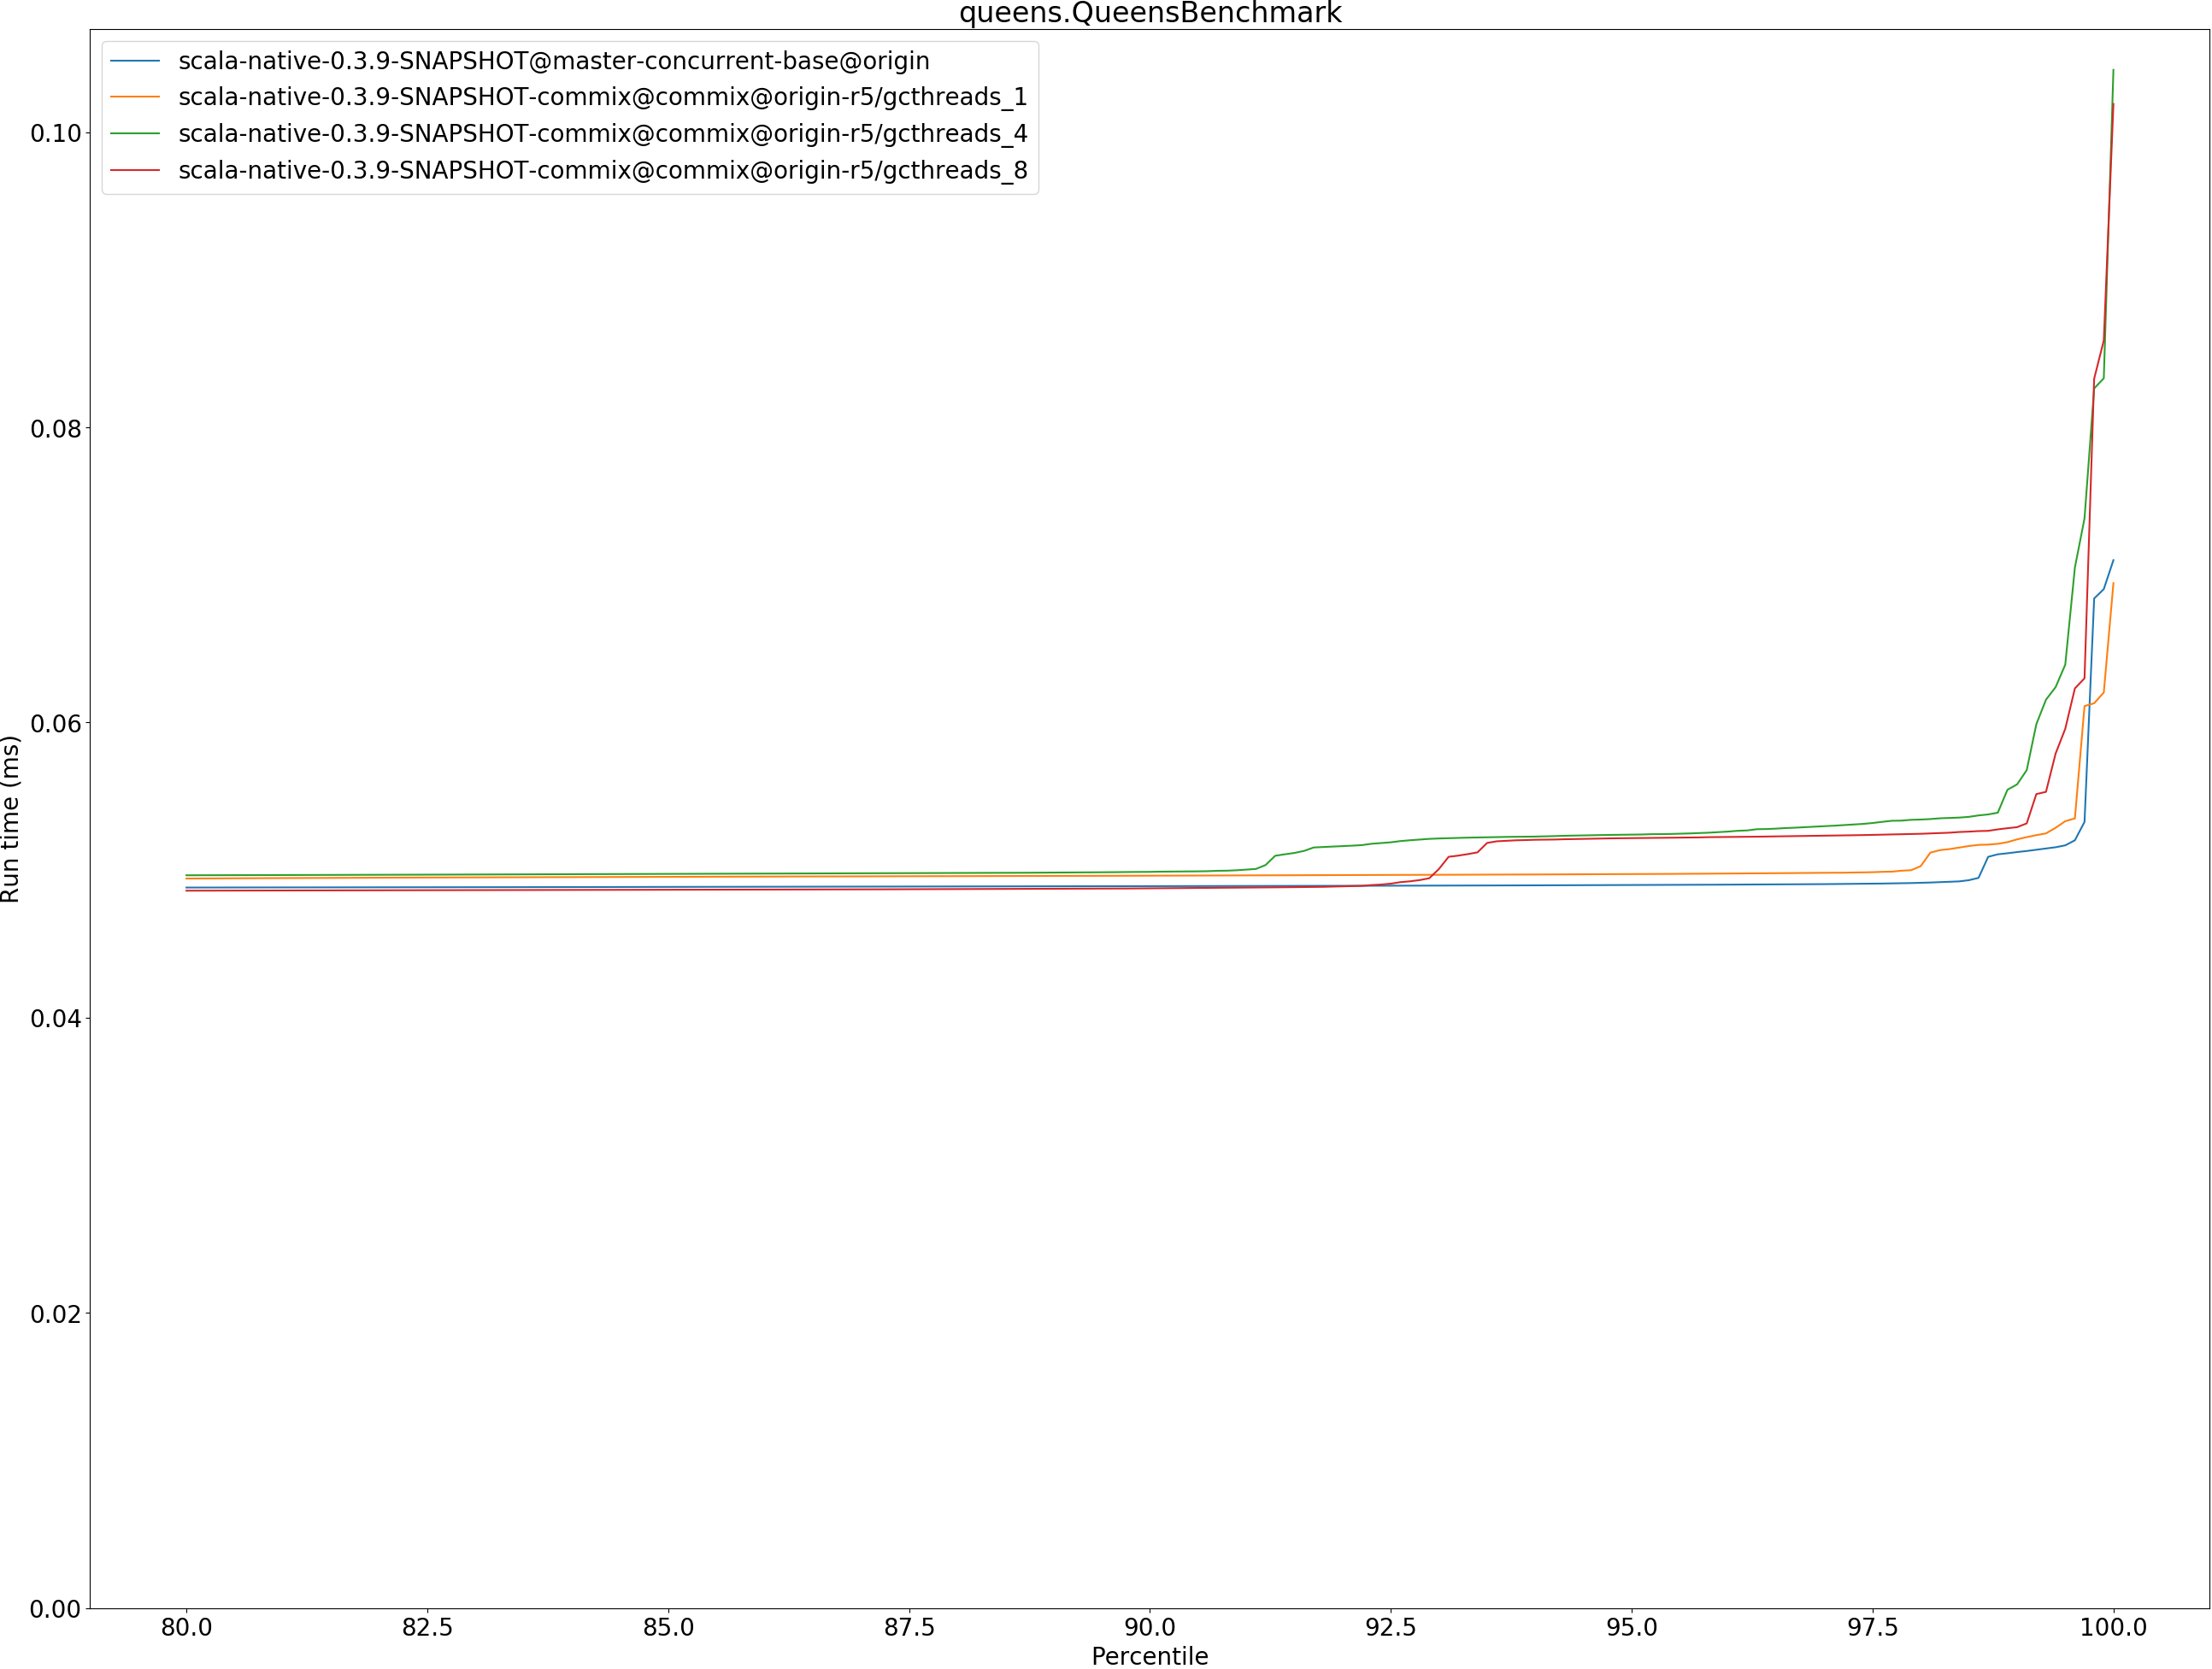 queens.QueensBenchmark
scala-native-0.3.9-SNAPSHOT@master-concurrent-base@origin
scala-native-0.3.9-SNAPSHOT-commix@commix@origin-r5/gcthreads_1
scala-native-0.3.9-SNAPSHOT-commix@commix@origin-r5/gcthreads_4
scala-native-0.3.9-SNAPSHOT-commix@commix@origin-r5/gcthreads_8
0.10
0.08
0.06
0.04
0.02
0.00
Run time (ms)
80.0 82.5 85.0 87.5 90.0 92.5 95.0 97.5 100.0
Percentile